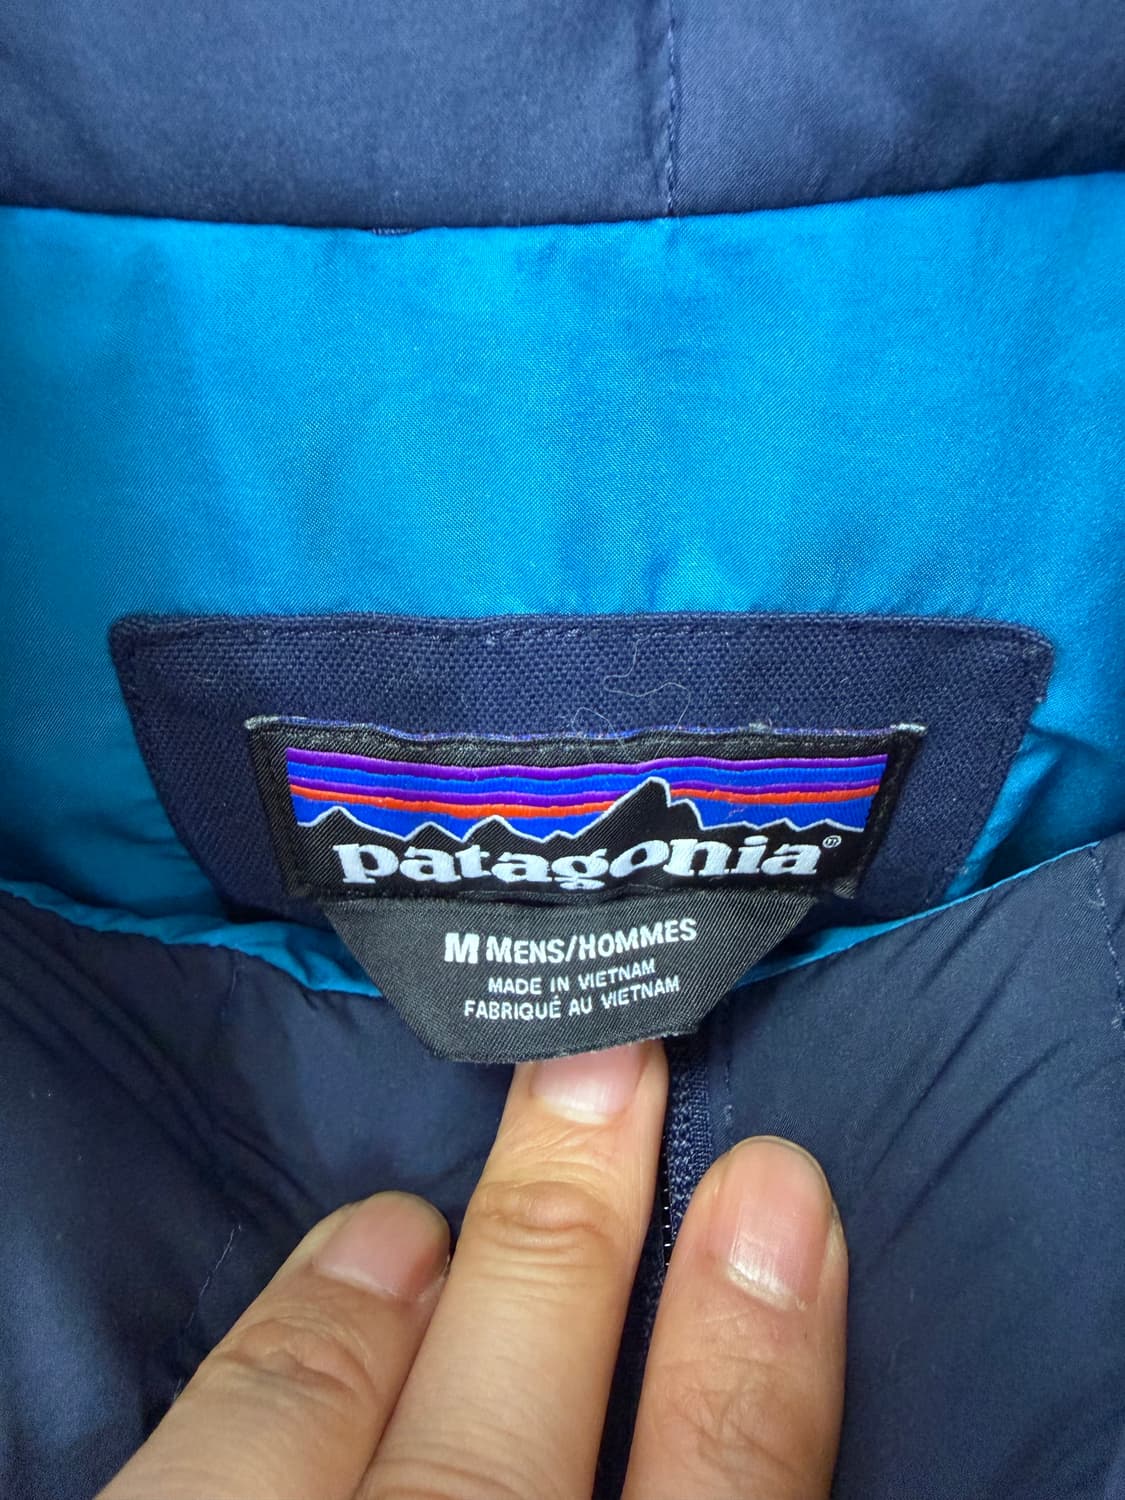 patagonia®
M MENS/HOMMES
MADE IN VIETNAM
FABRIQUÉ AU VIETNAM